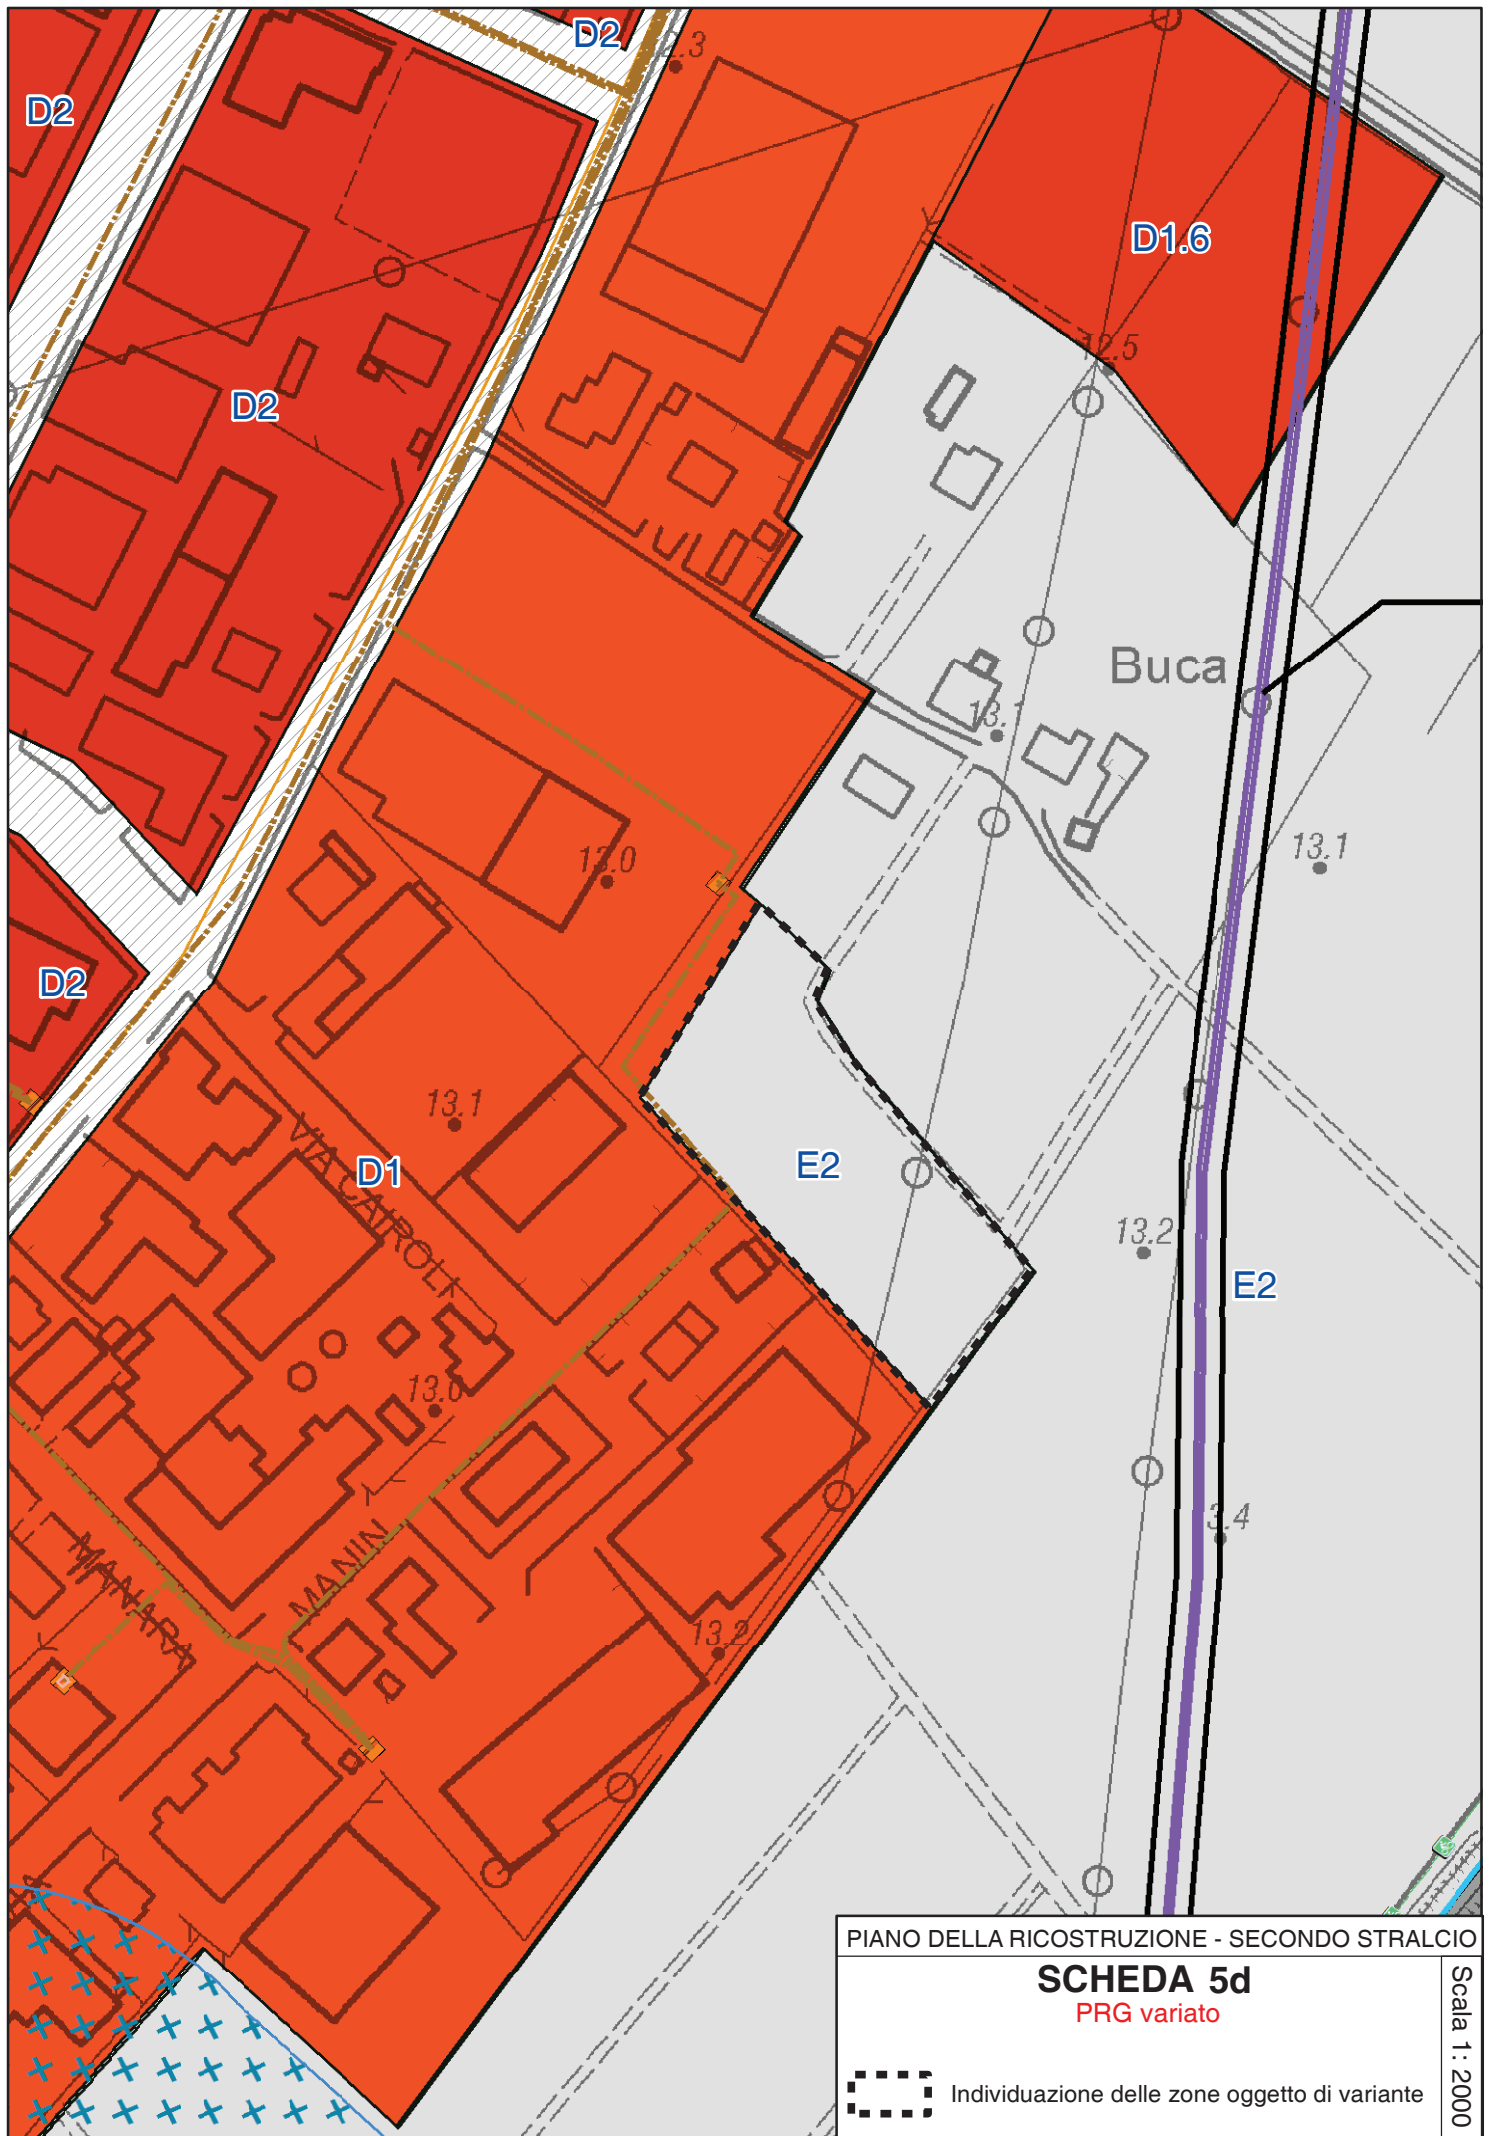 D2
D2
D1.6
12.5
D2
Buca
13.1
13.0
13.1
D2
13.1
VIA CAIROLI
D1
E2
13.2
E2
13.0
3.4
MANARA
MANIN
13.2
PIANO DELLA RICOSTRUZIONE - SECONDO STRALCIO
SCHEDA 5d
PRG variato
Scala 1: 2000
Individuazione delle zone oggetto di variante